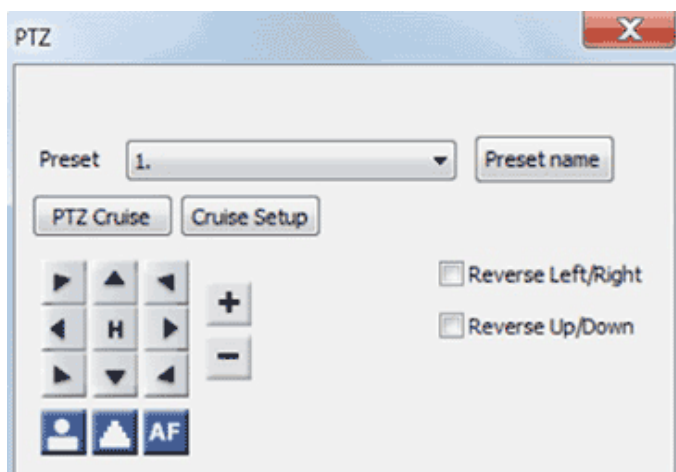 PTZ
Preset 1. Preset name
PTZ Cruise Cruise Setup
Reverse Left/Right
H
Reverse Up/Down
AF